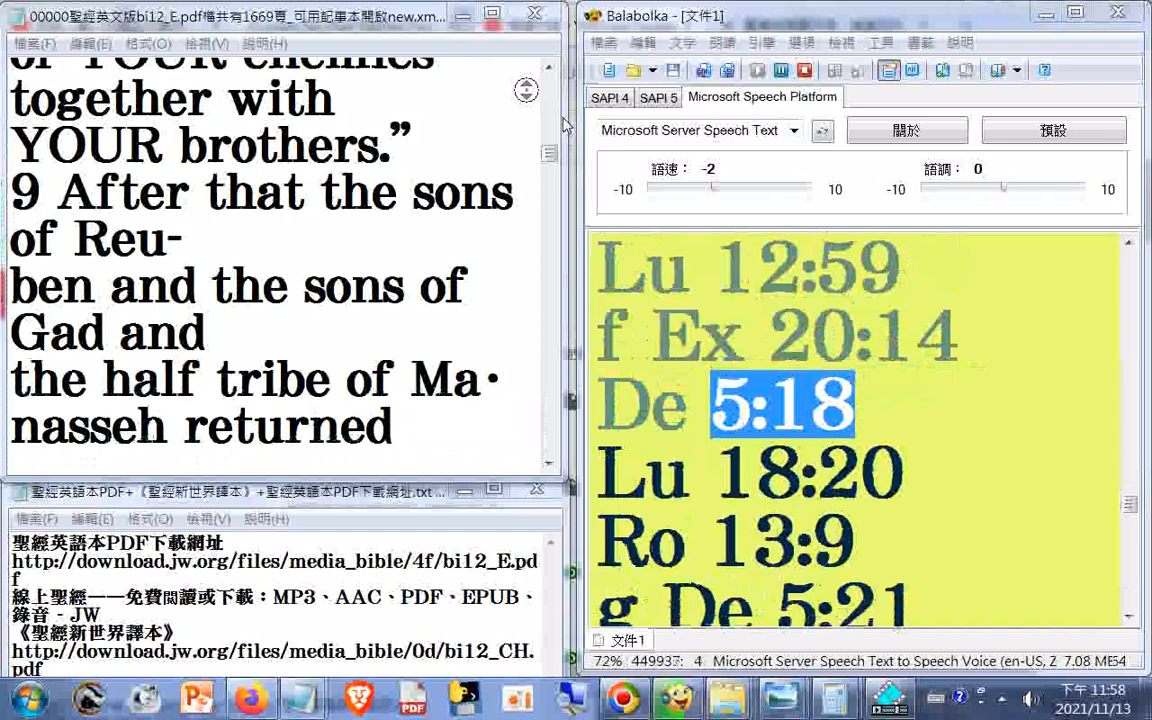 00000聖經英文版bi12_E.pdf檔共有1669頁_可用記事本開啟new.xm...
檔案(F) 編輯(E) 格式(O) 檢視(V) 說明(H)
of YOUR enemies
together with
YOUR brothers.”
9 After that the sons
of Reu-
ben and the sons of
Gad and
the half tribe of Ma·
nasseh returned
聖經英語本PDF+《聖經新世界譯本》+聖經英語本PDF下載網址.txt ...
檔案(F) 編輯(E) 格式(O) 檢視(V) 說明(H)
聖經英語本PDF下載網址
http://download.jw.org/files/media_bible/4f/bi12_E.pd
f
線上聖經——免費閱讀或下載：MP3、AAC、PDF、EPUB、
錄音 - JW
《聖經新世界譯本》
http://download.jw.org/files/media_bible/0d/bi12_CH.
pdf
Balabolka - [文件1]
檔案 編輯 文字 朗讀 引擎 選項 檢視 工具 書籤 說明
SAPI 4 SAPI 5 Microsoft Speech Platform
Microsoft Server Speech Text
關於
預設
語速： -2
語調： 0
-10 10
-10 10
Lu 12:59
f Ex 20:14
De 5:18
Lu 18:20
Ro 13:9
g De 5:21
文件1
72% 449937: 4 Microsoft Server Speech Text to Speech Voice (en-US, Z 7.08 ME54
PDF
下午 11:58
2021/11/13